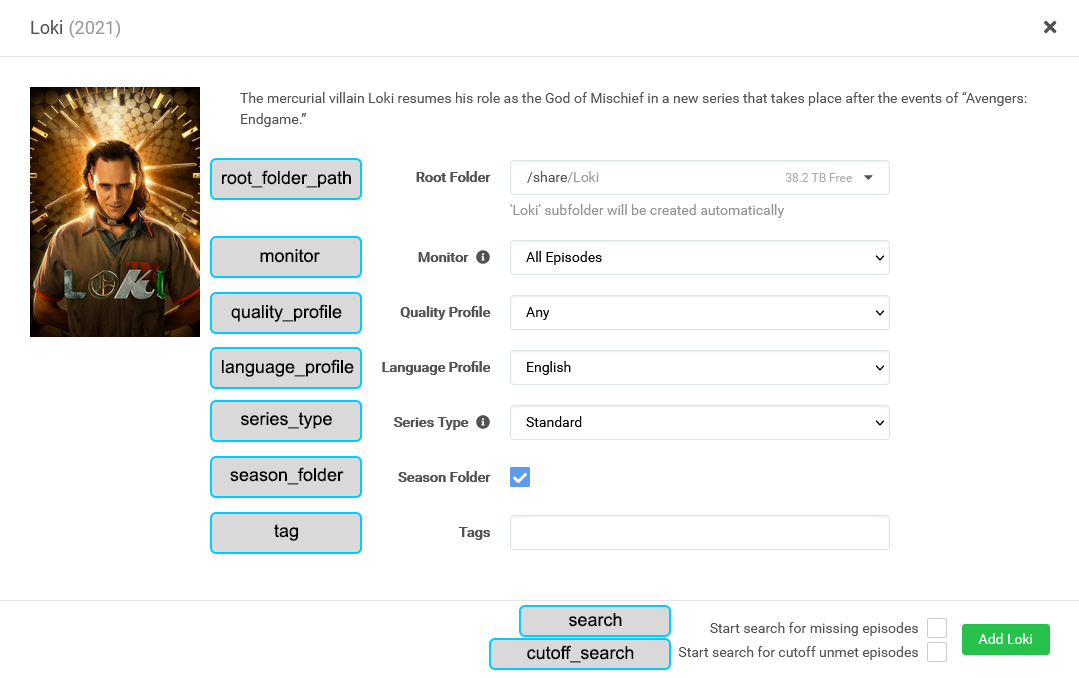 Loki (2021)
The mercurial villain Loki resumes his role as the God of Mischief in a new series that takes place after the events of “Avengers:
Endgame.”
LOKI
root_folder_path Root Folder /share/Loki 38.2 TB Free
'Loki' subfolder will be created automatically
monitor Monitor All Episodes
quality_profile Quality Profile Any
language_profile Language Profile English
series_type Series Type Standard
season_folder Season Folder
tag Tags
search Start search for missing episodes
cutoff_search Start search for cutoff unmet episodes
Add Loki